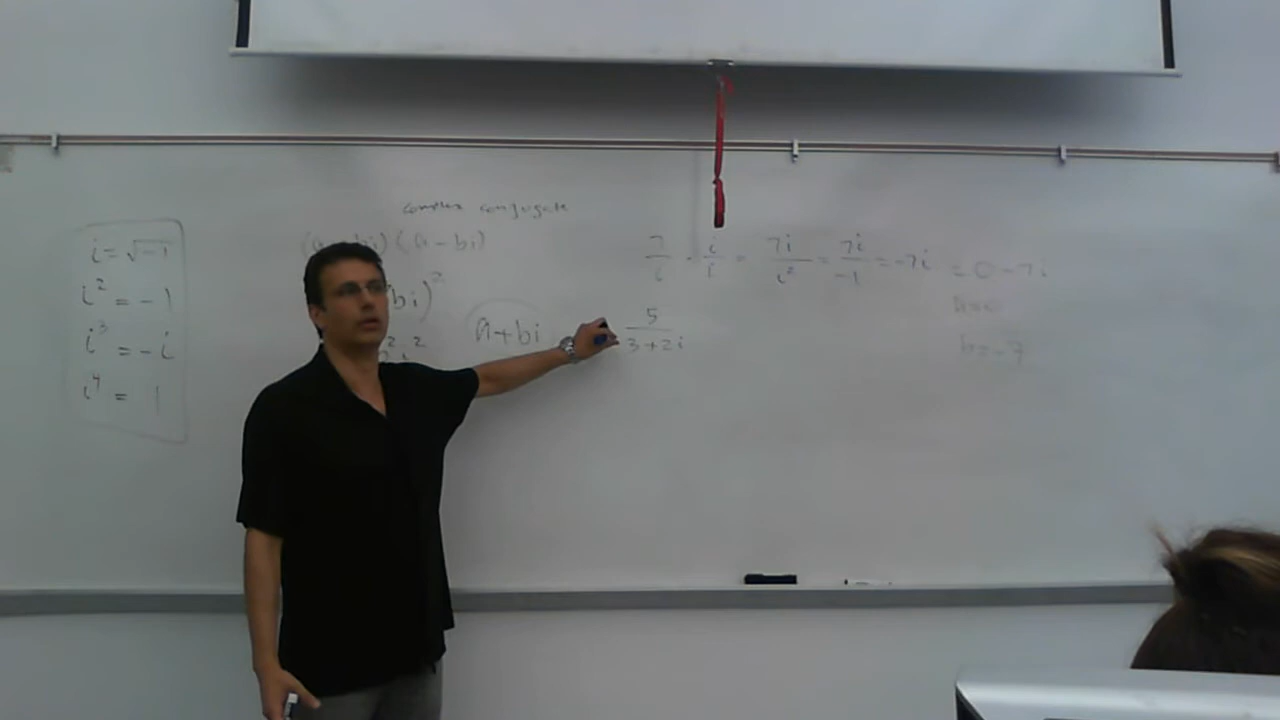 i = √-1
i² = -1
i³ = -i
i⁴ = 1
complex conjugate
(a - bi)
bi)²
a+bi
7/i · i/i = 7i/i² = 7i/-1 = -7i = 0 - 7i
b = -7
5/3+2i